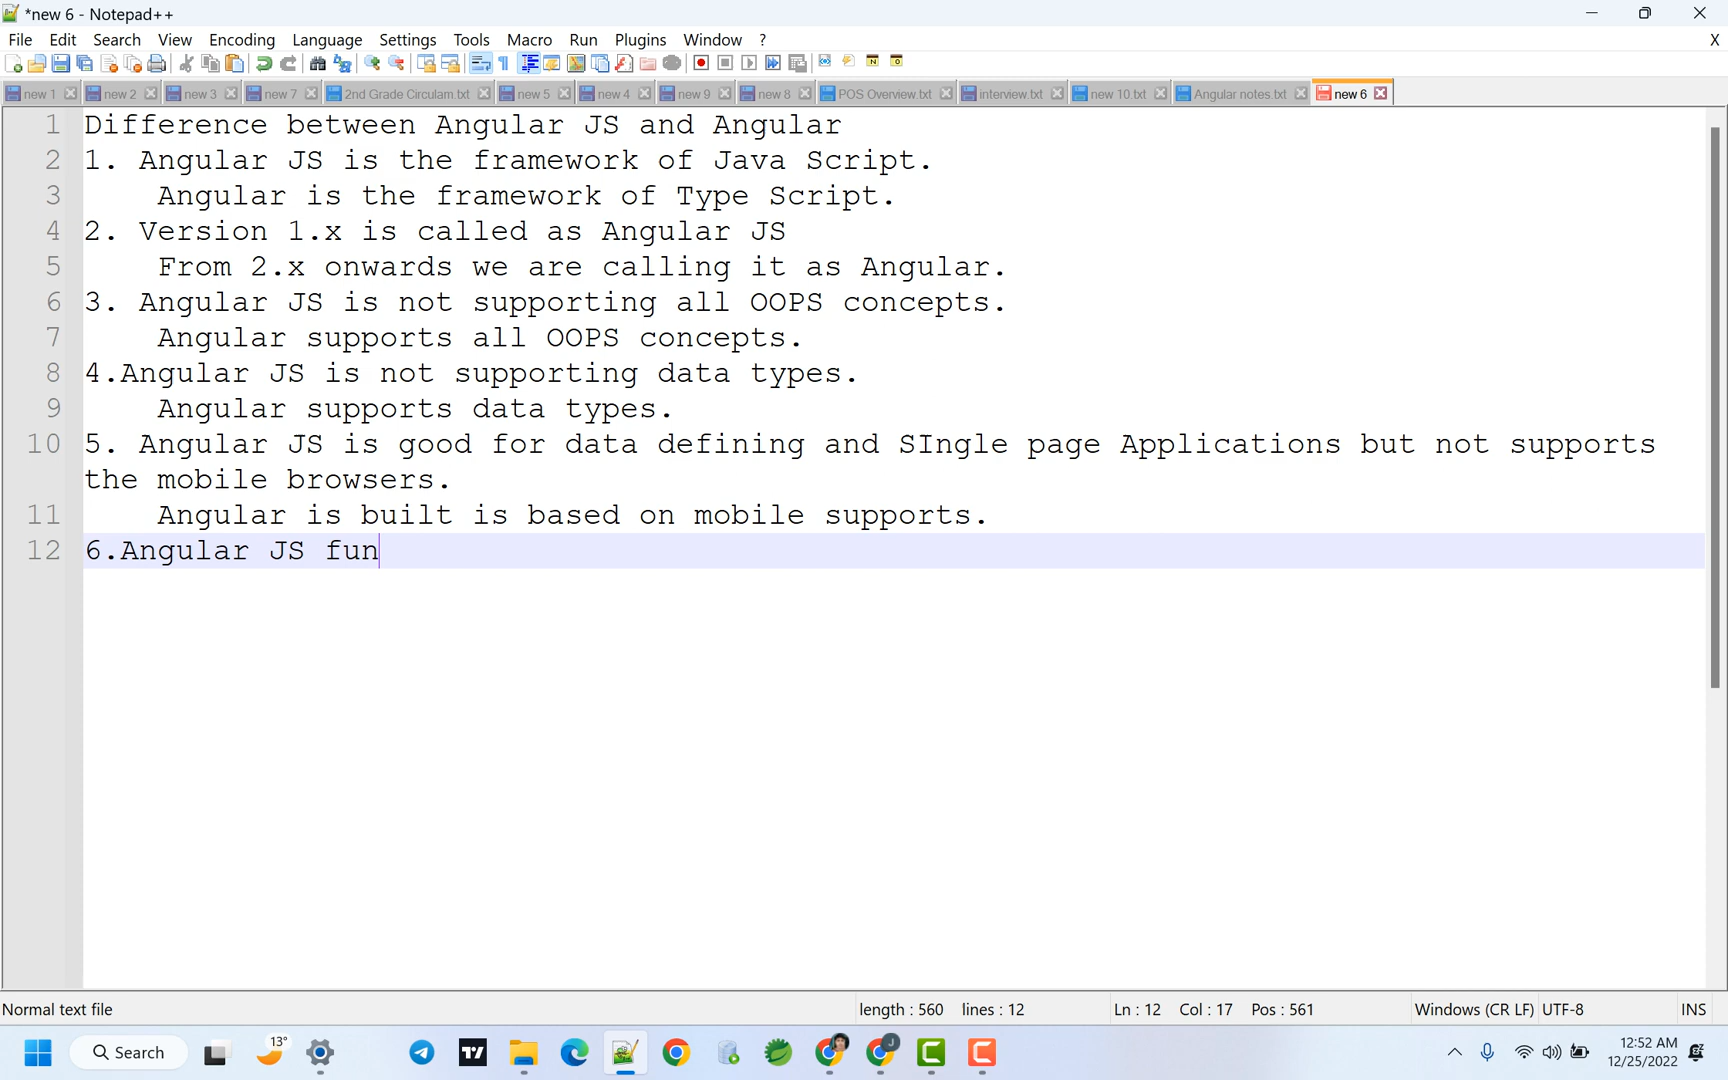 *new 6 - Notepad++
File Edit Search View Encoding Language Settings Tools Macro Run Plugins Window ? X
new 1 new 2 new 3 new 7 2nd Grade Circulam.txt new 5 new 4 new 9 new 8 POS Overview.txt interview.txt new 10.txt Angular notes.txt new 6
1 Difference between Angular JS and Angular
2 1. Angular JS is the framework of Java Script.
3 Angular is the framework of Type Script.
4 2. Version 1.x is called as Angular JS
5 From 2.x onwards we are calling it as Angular.
6 3. Angular JS is not supporting all OOPS concepts.
7 Angular supports all OOPS concepts.
8 4.Angular JS is not supporting data types.
9 Angular supports data types.
10 5. Angular JS is good for data defining and SIngle page Applications but not supports
the mobile browsers.
11 Angular is built is based on mobile supports.
12 6.Angular JS fun
Normal text file length : 560 lines : 12 Ln : 12 Col : 17 Pos : 561 Windows (CR LF) UTF-8 INS
13°
Search
12:52 AM
12/25/2022